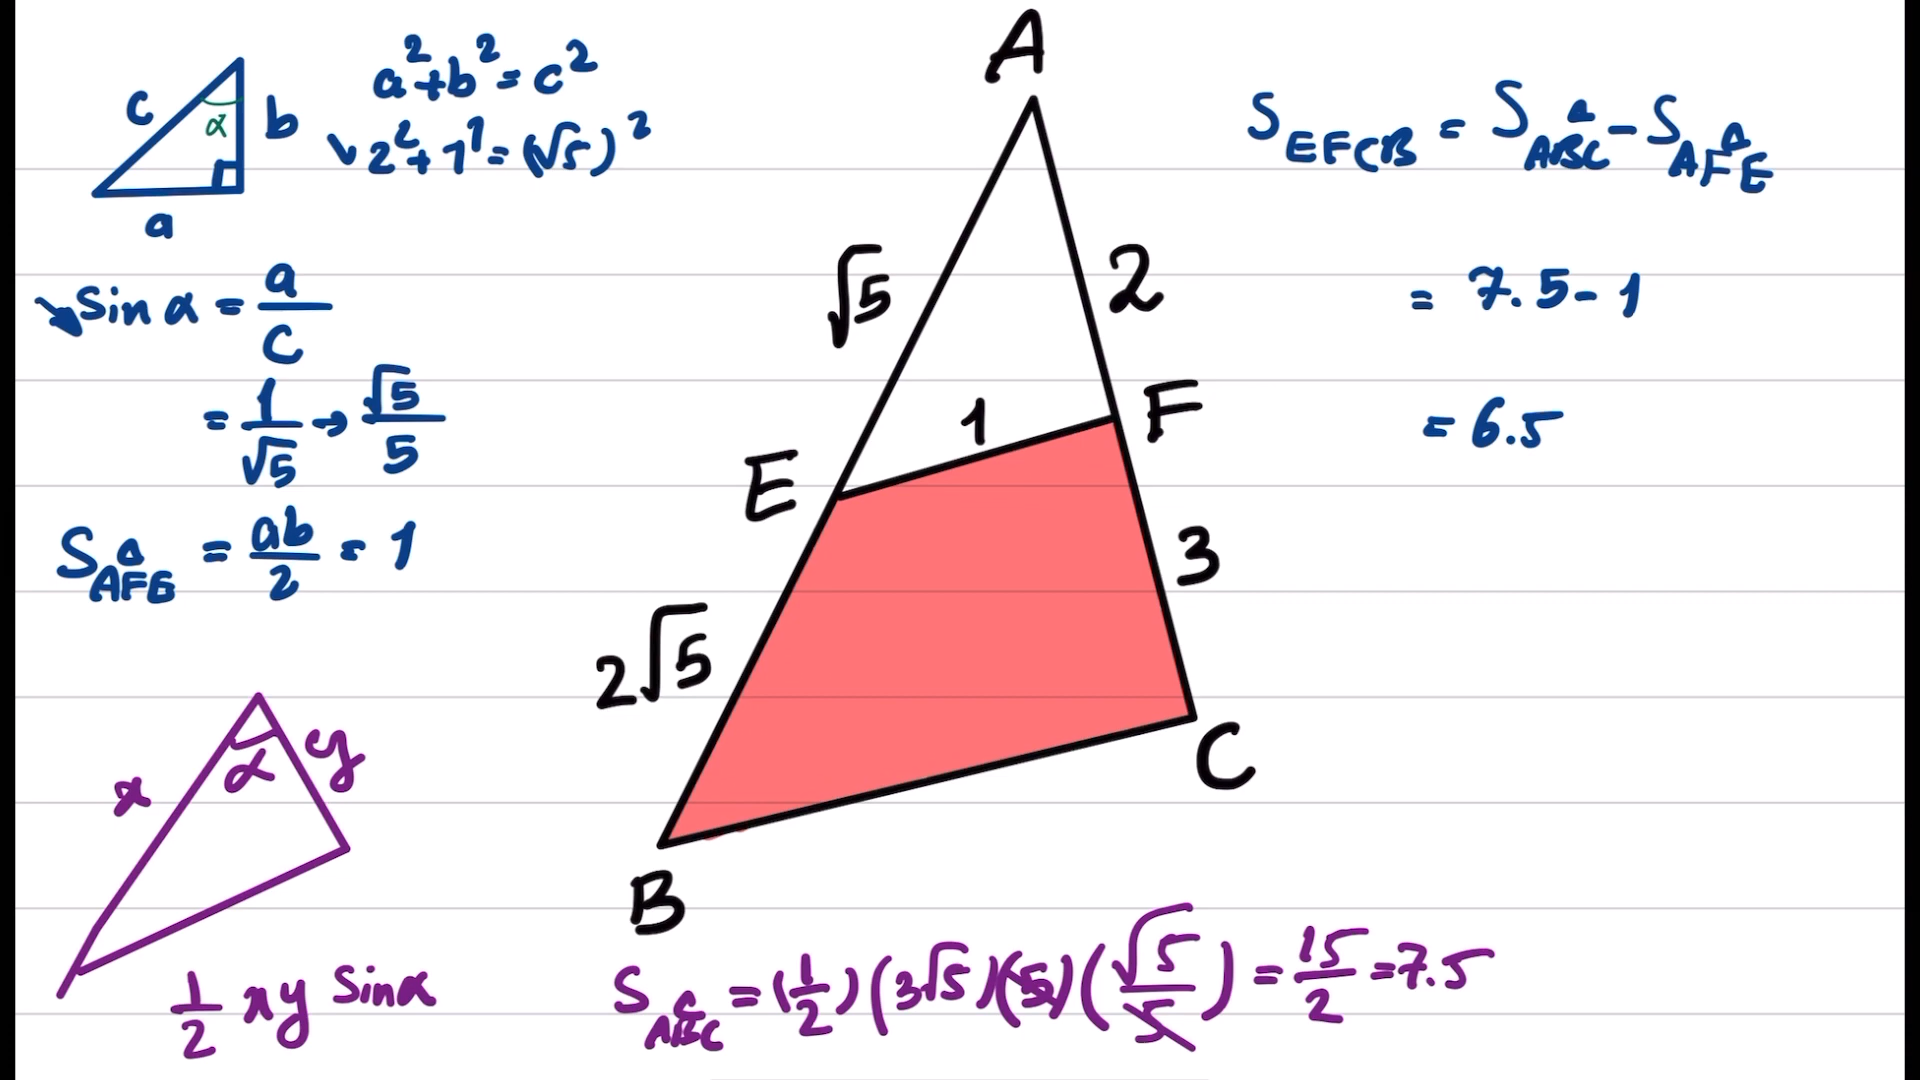 c
α
b
a
a²+b²=c²
↘2²+1²=(√5)²
↘Sin α = a/c
= 1/√5 → √5/5
S△AFE = ab/2 = 1
x
α
y
1/2 xy Sinα
A
√5
2
1
F
E
3
2√5
C
B
S△ABC = (1/2)(3√5)(5)(√5/5) = 15/2 = 7.5
S EFCB = S△ABC - S△AFE
= 7.5-1
= 6.5